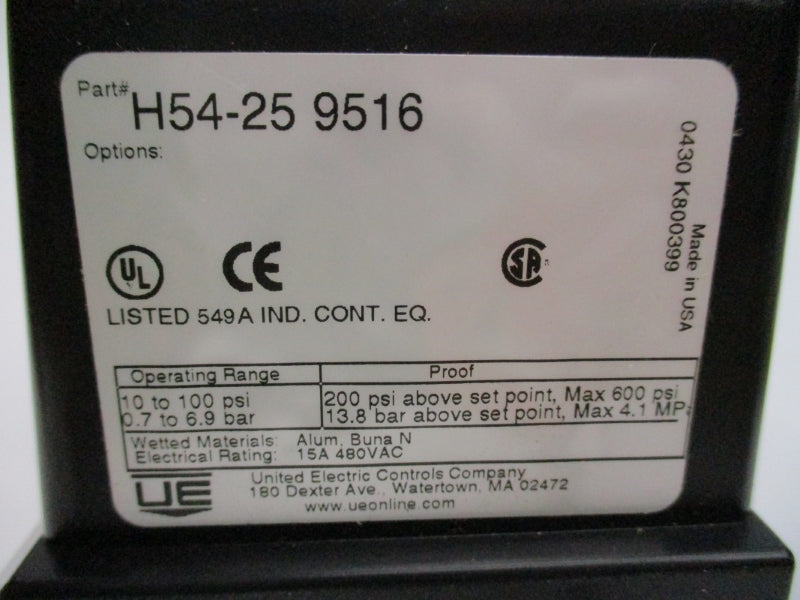 Part# H54-25 9516
Options:
0430 K800399
Made in USA
UL
CE
SA
LISTED 549A IND. CONT. EQ.
Operating Range Proof
10 to 100 psi 200 psi above set point, Max 600 psi
0.7 to 6.9 bar 13.8 bar above set point, Max 4.1 MPa
Wetted Materials: Alum, Buna N
Electrical Rating: 15A 480VAC
UE
United Electric Controls Company
180 Dexter Ave., Watertown, MA 02472
www.ueonline.com